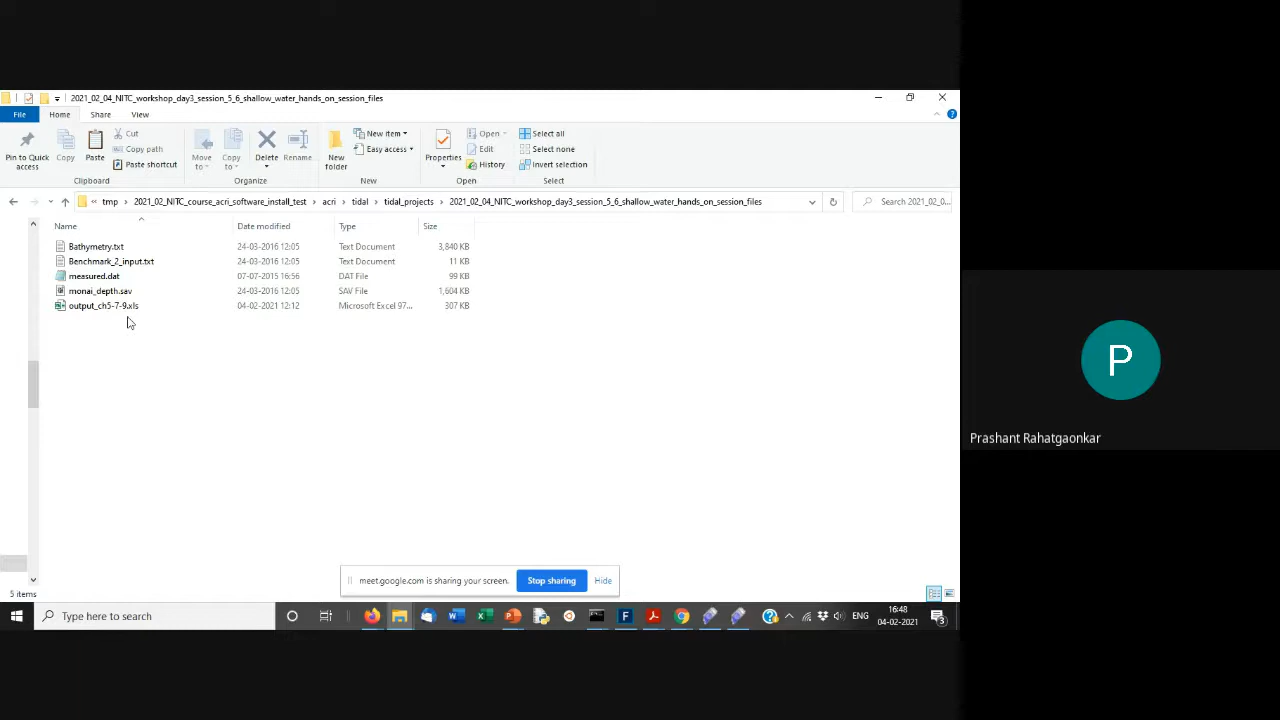 2021_02_04_NITC_workshop_day3_session_5_6_shallow_water_hands_on_session_files
File Home Share View
Pin to Quick access
Copy
Paste
Cut
Copy path
Paste shortcut
Clipboard
Move to
Copy to
Delete
Rename
Organize
New folder
New item
Easy access
New
Properties
Open
Edit
History
Open
Select all
Select none
Invert selection
Select
« tmp › 2021_02_NITC_course_acri_software_install_test › acri › tidal › tidal_projects › 2021_02_04_NITC_workshop_day3_session_5_6_shallow_water_hands_on_session_files
Search 2021_02_0...
Name Date modified Type Size
Bathymetry.txt 24-03-2016 12:05 Text Document 3,840 KB
Benchmark_2_input.txt 24-03-2016 12:05 Text Document 11 KB
measured.dat 07-07-2015 16:56 DAT File 99 KB
monai_depth.sav 24-03-2016 12:05 SAV File 1,604 KB
output_ch5-7-9.xls 04-02-2021 12:12 Microsoft Excel 97... 307 KB
P
Prashant Rahatgaonkar
meet.google.com is sharing your screen. Stop sharing Hide
5 items
Type here to search
ENG
16:48
04-02-2021
3